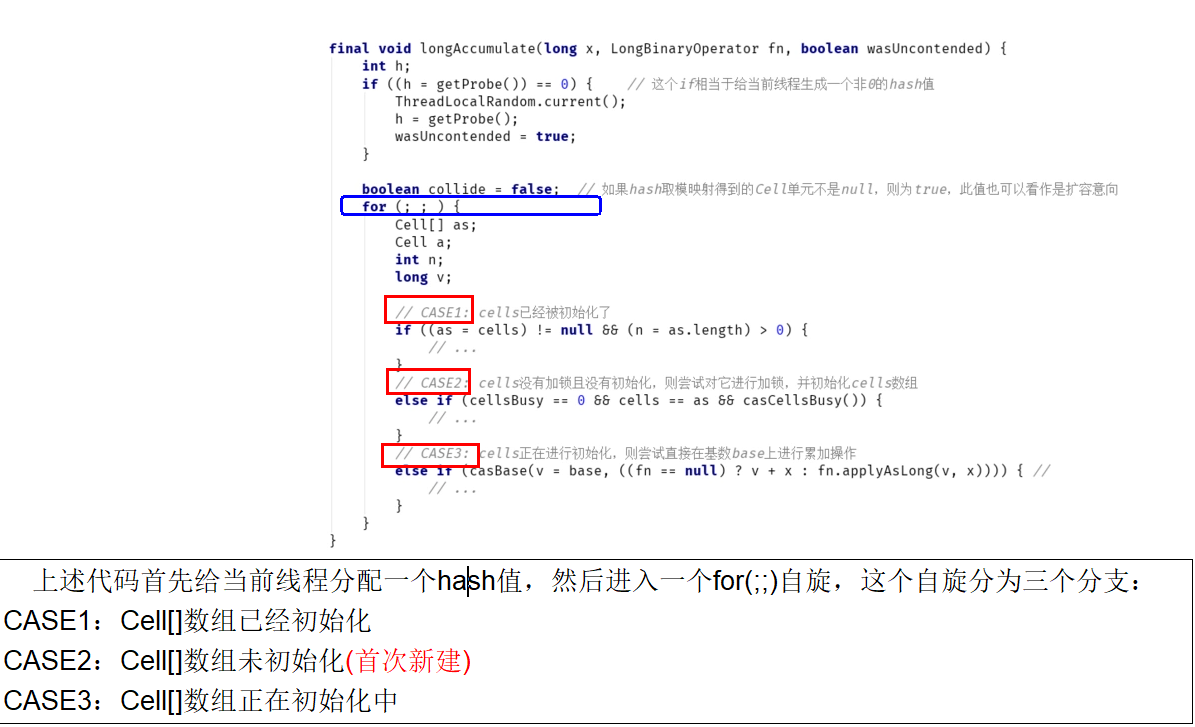 final void longAccumulate(long x, LongBinaryOperator fn, boolean wasUncontended) {
int h;
if ((h = getProbe()) == 0) { // 这个if相当于给当前线程生成一个非0的hash值
ThreadLocalRandom.current();
h = getProbe();
wasUncontended = true;
}
boolean collide = false; // 如果hash取模映射得到的Cell单元不是null，则为true，此值也可以看作是扩容意向
for (; ; ) {
Cell[] as;
Cell a;
int n;
long v;
// CASE1: cells已经被初始化了
if ((as = cells) != null && (n = as.length) > 0) {
// ...
}
// CASE2: cells没有加锁且没有初始化，则尝试对它进行加锁，并初始化cells数组
else if (cellsBusy == 0 && cells == as && casCellsBusy()) {
// ...
}
// CASE3: cells正在进行初始化，则尝试直接在基数base上进行累加操作
else if (casBase(v = base, ((fn == null) ? v + x : fn.applyAsLong(v, x)))) { //
// ...
}
}
}
上述代码首先给当前线程分配一个hash值，然后进入一个for(;;)自旋，这个自旋分为三个分支：
CASE1：Cell[]数组已经初始化
CASE2：Cell[]数组未初始化(首次新建)
CASE3：Cell[]数组正在初始化中